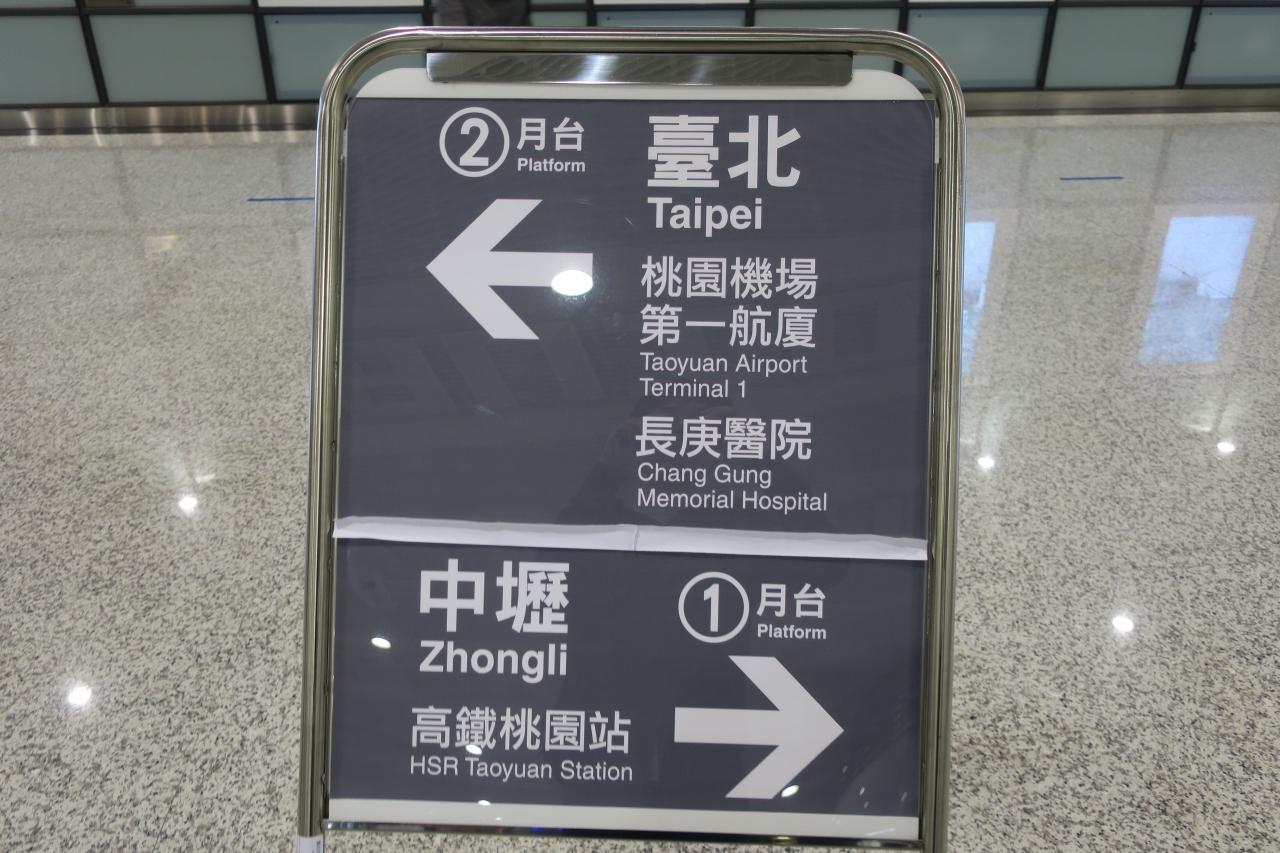 ② 月台
Platform
臺北
Taipei
桃園機場
第一航廈
Taoyuan Airport
Terminal 1
長庚醫院
Chang Gung
Memorial Hospital
中壢
Zhongli
① 月台
Platform
高鐵桃園站
HSR Taoyuan Station